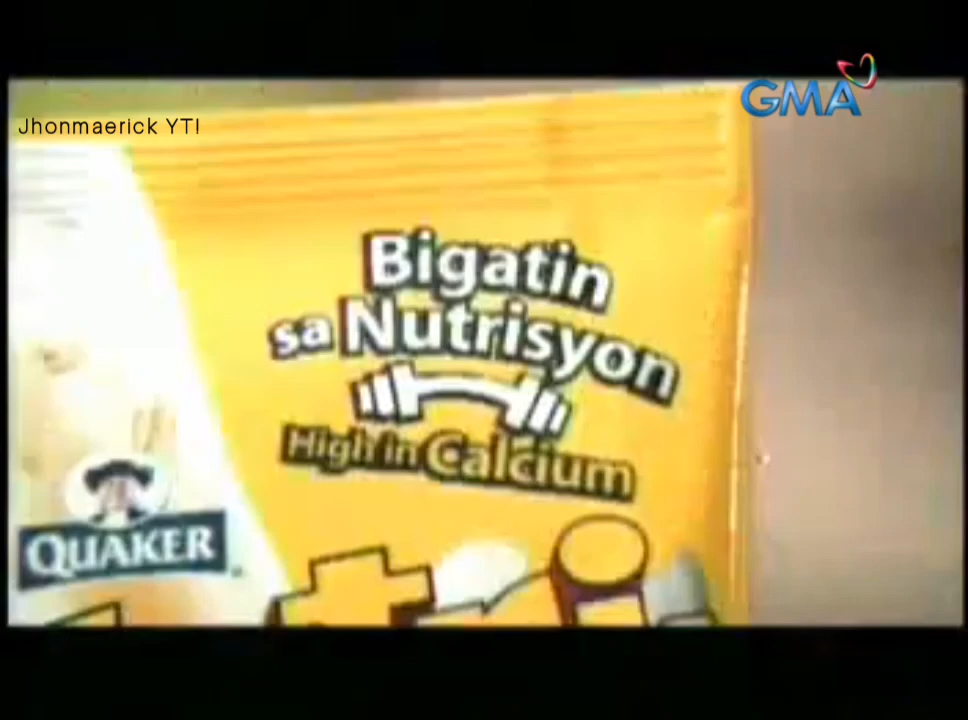 GMA
Jhonmaerick YT!
Bigatin
sa Nutrisyon
High in Calcium
QUAKER